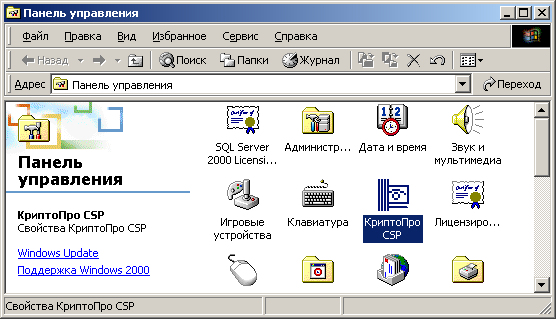 Панель управления
Файл Правка Вид Избранное Сервис Справка
Назад Поиск Папки Журнал
Адрес Панель управления Переход
Панель
управления
КриптоПро CSP
Свойства КриптоПро CSP
Windows Update
Поддержка Windows 2000
SQL Server
2000 Licensi...
Администр...
Дата и время
Звук и
мультимедиа
Игровые
устройства
Клавиатура
КриптоПро
CSP
Лицензиро...
Свойства КриптоПро CSP